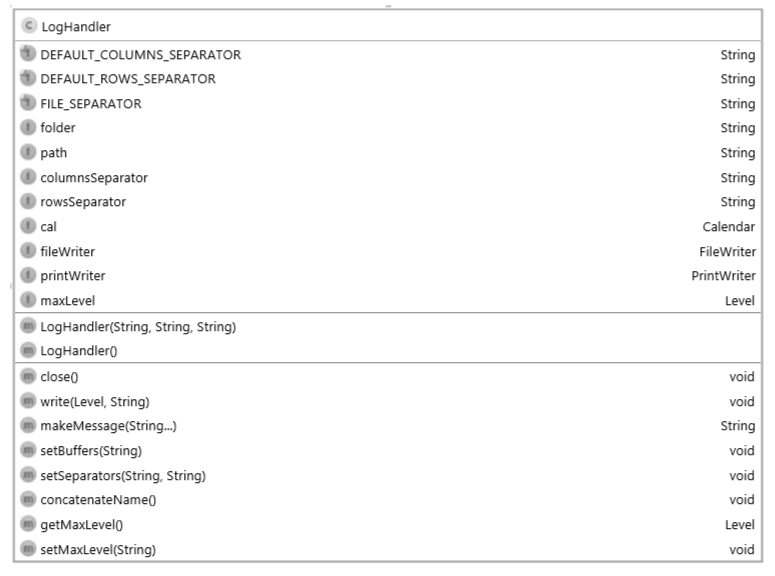 C LogHandler
f DEFAULT_COLUMNS_SEPARATOR String
f DEFAULT_ROWS_SEPARATOR String
f FILE_SEPARATOR String
f folder String
f path String
f columnsSeparator String
f rowsSeparator String
f cal Calendar
f fileWriter FileWriter
f printWriter PrintWriter
f maxLevel Level
m LogHandler(String, String, String)
m LogHandler()
m close() void
m write(Level, String) void
m makeMessage(String...) String
m setBuffers(String) void
m setSeparators(String, String) void
m concatenateName() void
m getMaxLevel() Level
m setMaxLevel(String) void